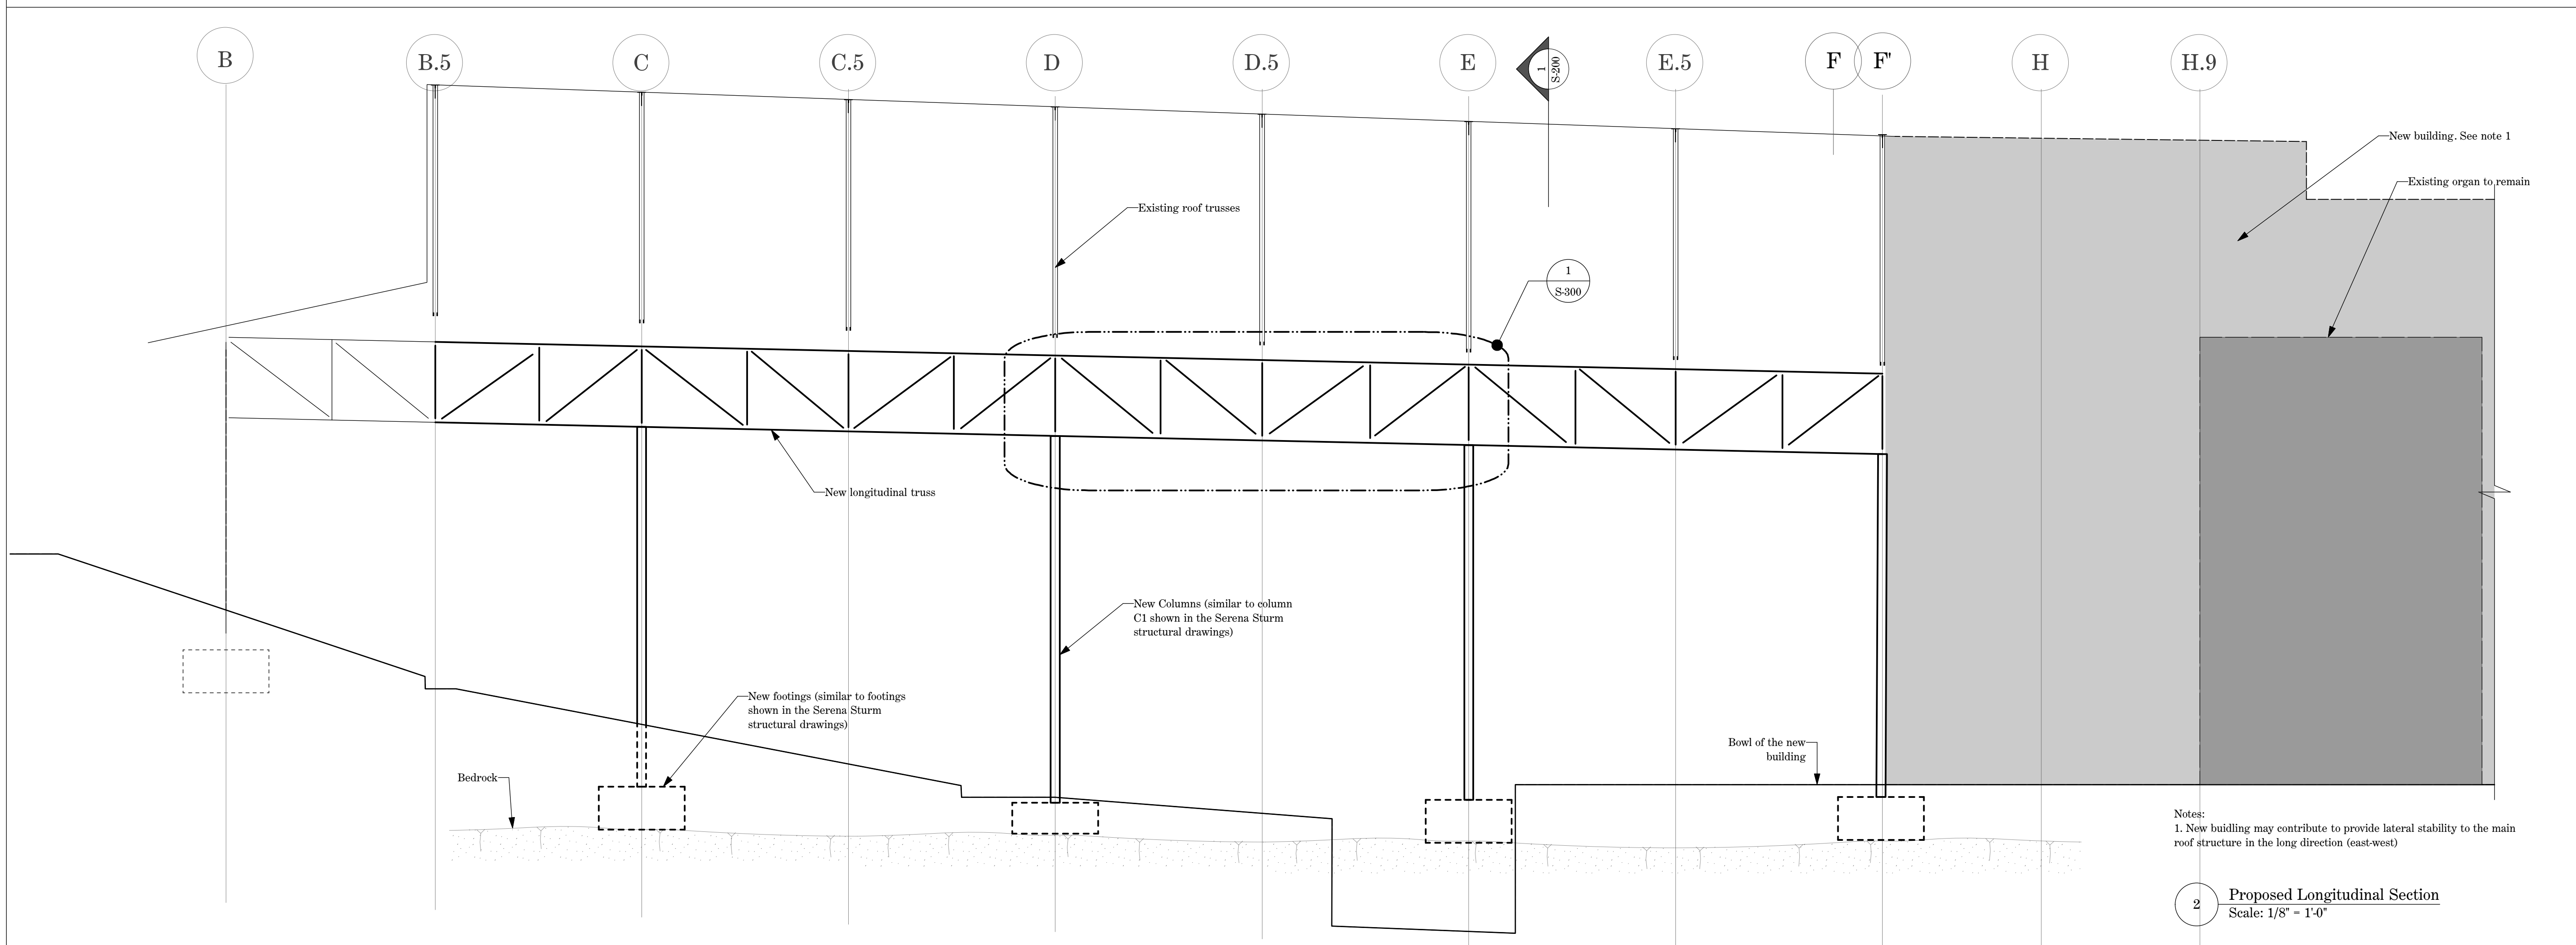 B
B.5
C
C.5
D
D.5
E
1
S-200
E.5
F
F'
H
H.9
New building. See note 1
Existing organ to remain
Existing roof trusses
1
S-300
New longitudinal truss
New Columns (similar to column
C1 shown in the Serena Sturm
structural drawings)
New footings (similar to footings
shown in the Serena Sturm
structural drawings)
Bowl of the new
building
Bedrock
Notes:
1. New buidling may contribute to provide lateral stability to the main
roof structure in the long direction (east-west)
2
Proposed Longitudinal Section
Scale: 1/8" = 1'-0"